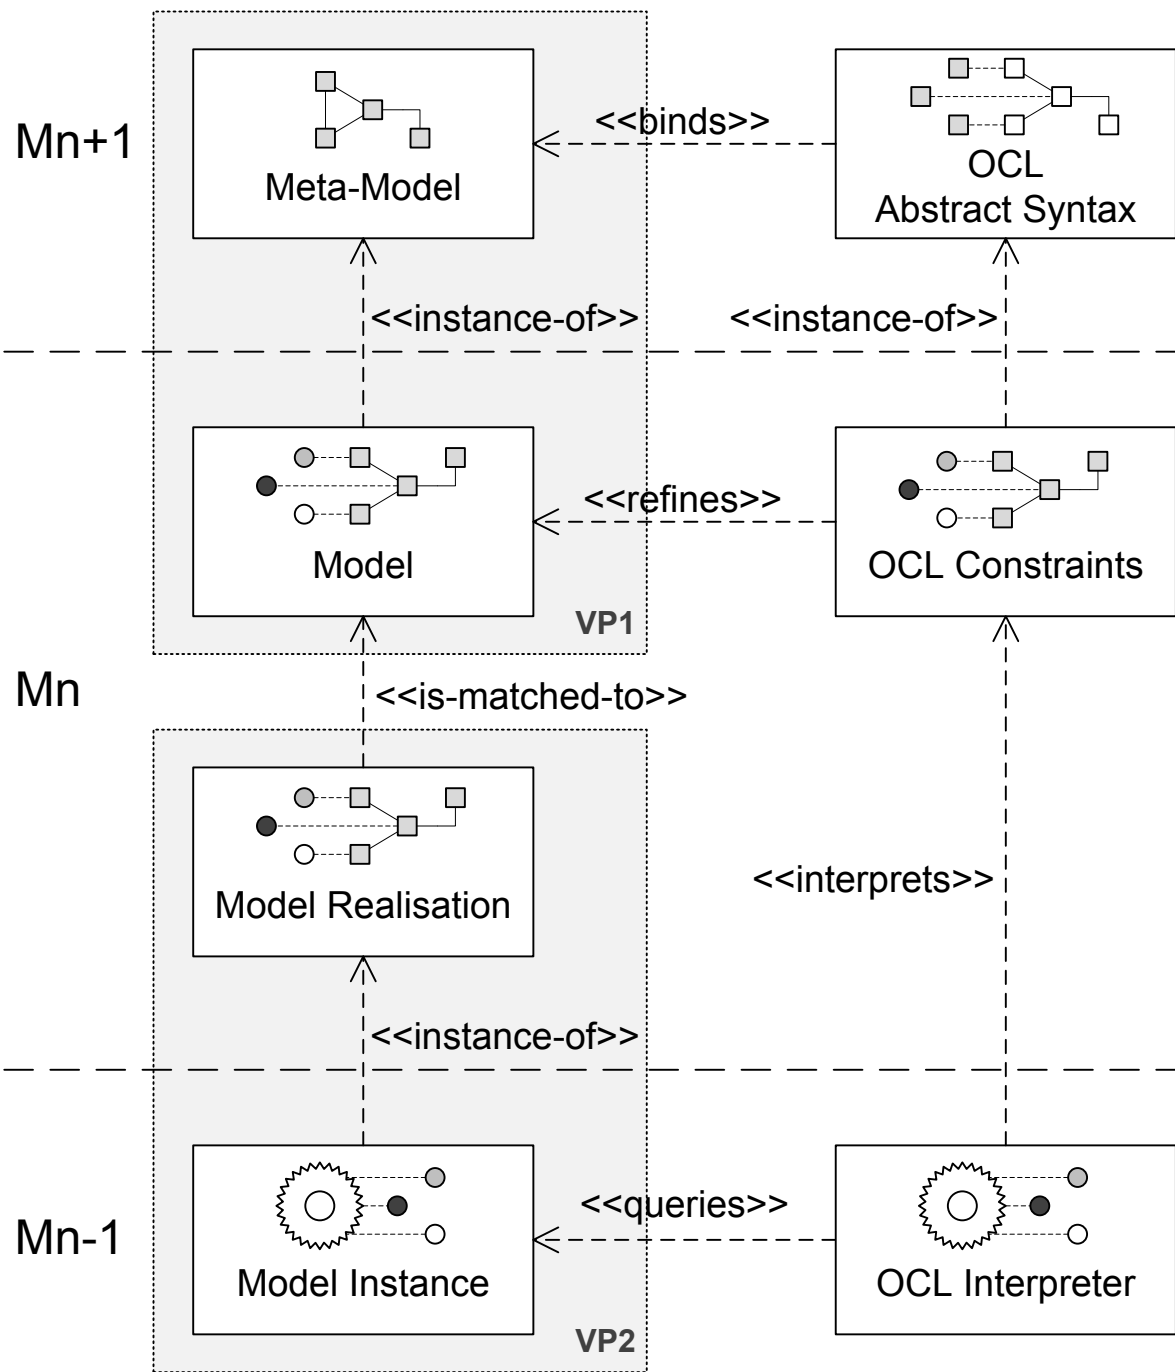 Mn+1
Meta-Model
<<binds>>
OCL
Abstract Syntax
<<instance-of>>
<<instance-of>>
Model
<<refines>>
OCL Constraints
VP1
Mn
<<is-matched-to>>
Model Realisation
<<interprets>>
<<instance-of>>
Mn-1
Model Instance
<<queries>>
OCL Interpreter
VP2